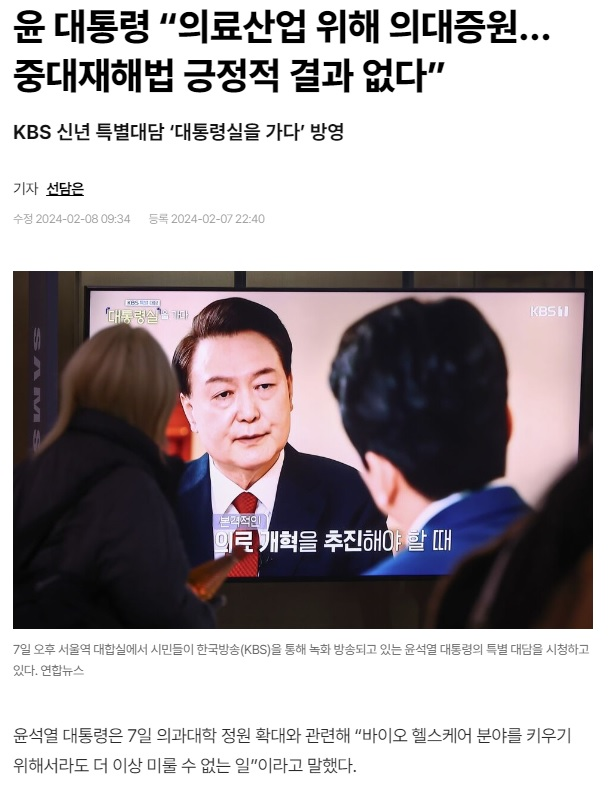 윤 대통령 “의료산업 위해 의대증원…
중대재해법 긍정적 결과 없다”
KBS 신년 특별대담 ‘대통령실을 가다’ 방영
기자 선담은
수정 2024-02-08 09:34 등록 2024-02-07 22:40
KBS 특별대담
대통령실을 가다
KBS 1
SAMS
본격적인
의료 개혁을 추진해야 할 때
7일 오후 서울역 대합실에서 시민들이 한국방송(KBS)을 통해 녹화 방송되고 있는 윤석열 대통령의 특별 대담을 시청하고
있다. 연합뉴스
윤석열 대통령은 7일 의과대학 정원 확대와 관련해 “바이오 헬스케어 분야를 키우기
위해서라도 더 이상 미룰 수 없는 일”이라고 말했다.